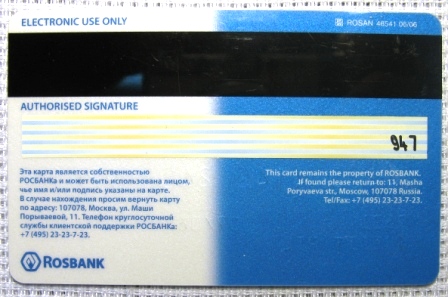 ELECTRONIC USE ONLY
ROSAN 46541 06/06
AUTHORISED SIGNATURE
947
Эта карта является собственностью
РОСБАНКа и может быть использована лицом,
чье имя и/или подпись указаны на карте.
В случае нахождения просим вернуть карту
по адресу: 107078, Москва, ул. Маши
Порываевой, 11. Телефон круглосуточной
службы клиентской поддержки РОСБАНКа:
+7 (495) 23-23-7-23.
This card remains the property of ROSBANK.
If found please return to: 11, Masha
Poryvaeva str., Moscow, 107078 Russia.
Tel/Fax: +7 (495) 23-23-7-23
ROSBANK